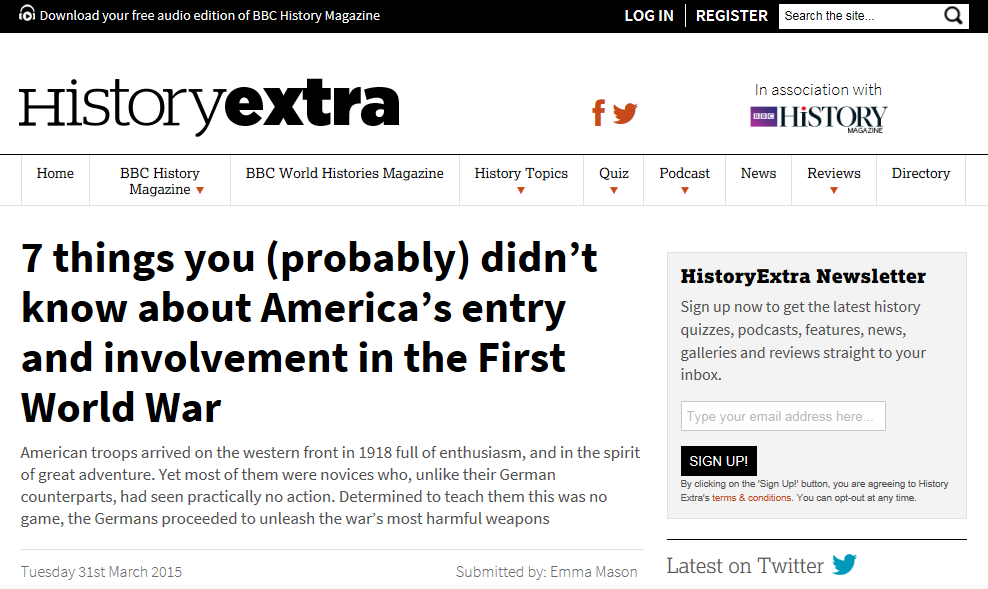 Download your free audio edition of BBC History Magazine
LOG IN
REGISTER
Search the site...
Historyextra
In association with
BBC HiSTORY
MAGAZINE
Home
BBC History
Magazine
BBC World Histories Magazine
History Topics
Quiz
Podcast
News
Reviews
Directory
7 things you (probably) didn’t
know about America’s entry
and involvement in the First
World War
American troops arrived on the western front in 1918 full of enthusiasm, and in the spirit
of great adventure. Yet most of them were novices who, unlike their German
counterparts, had seen practically no action. Determined to teach them this was no
game, the Germans proceeded to unleash the war’s most harmful weapons
Tuesday 31st March 2015
Submitted by: Emma Mason
HistoryExtra Newsletter
Sign up now to get the latest history
quizzes, podcasts, features, news,
galleries and reviews straight to your
inbox.
Type your email address here...
SIGN UP!
By clicking on the 'Sign Up!' button, you are agreeing to History
Extra's terms & conditions. You can opt-out at any time.
Latest on Twitter